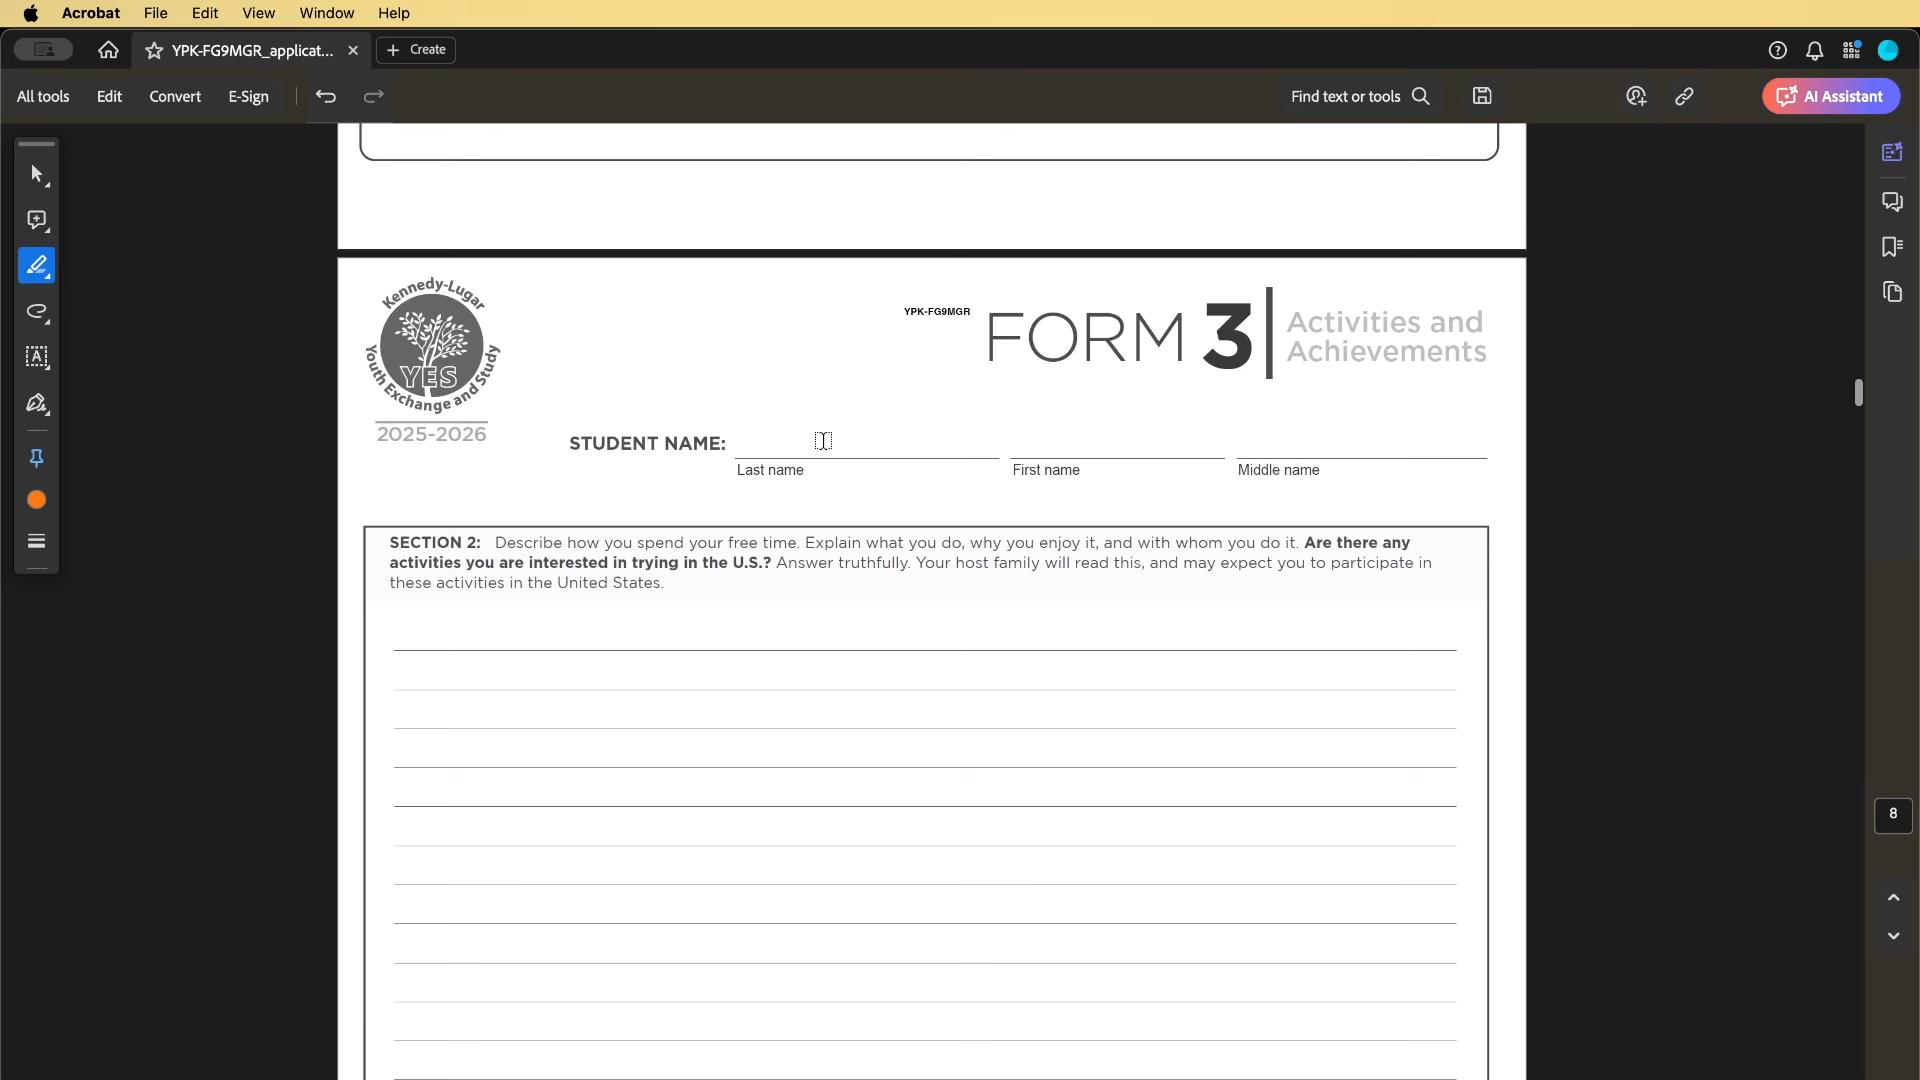 Acrobat File Edit View Window Help
YPK-FG9MGR_applicat... Create
All tools Edit Convert E-Sign Find text or tools AI Assistant
Kennedy-Lugar
YES
Youth Exchange and Study
2025-2026
YPK-FG9MGR
FORM 3
Activities and
Achievements
STUDENT NAME:
Last name First name Middle name
SECTION 2: Describe how you spend your free time. Explain what you do, why you enjoy it, and with whom you do it. Are there any
activities you are interested in trying in the U.S.? Answer truthfully. Your host family will read this, and may expect you to participate in
these activities in the United States.
8